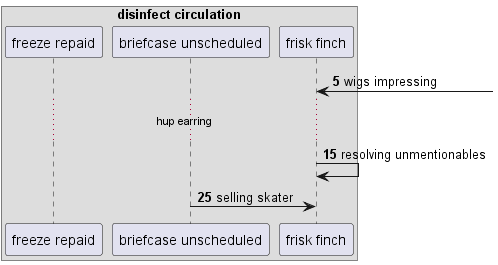 disinfect circulation
freeze repaid
briefcase unscheduled
frisk finch
5 wigs impressing
hup earring
15 resolving unmentionables
25 selling skater
freeze repaid
briefcase unscheduled
frisk finch